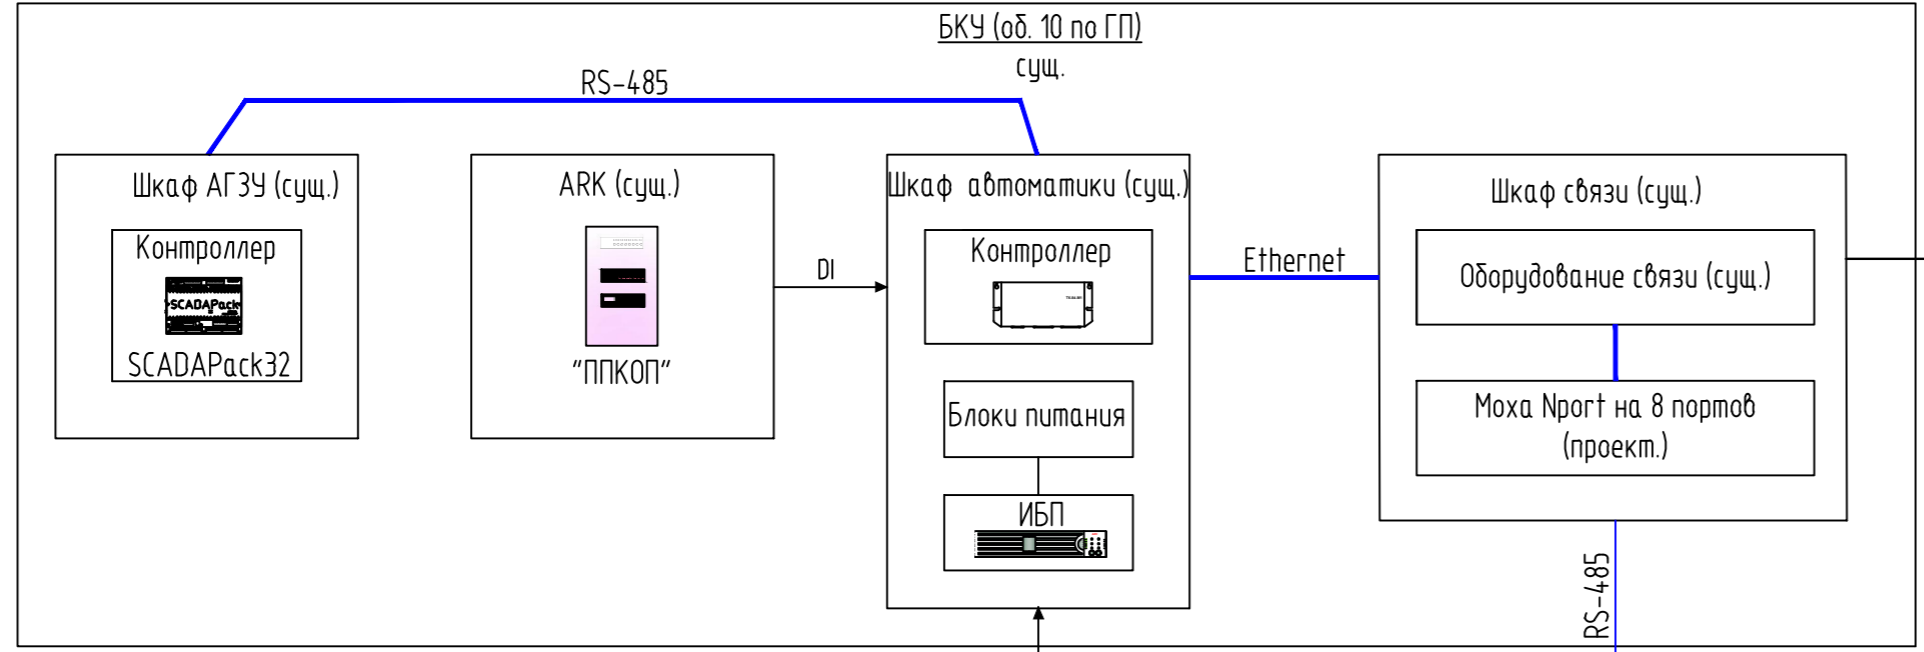 БКУ (об. 10 по ГП)
сущ.
RS-485
Шкаф АГЗУ (сущ.)
Контроллер
SCADAPack
SCADAPack32
ARK (сущ.)
"ППКОП"
DI
Шкаф автоматики (сущ.)
Контроллер
Блоки питания
ИБП
Ethernet
Шкаф связи (сущ.)
Оборудование связи (сущ.)
Moxa Nport на 8 портов
(проект.)
RS-485